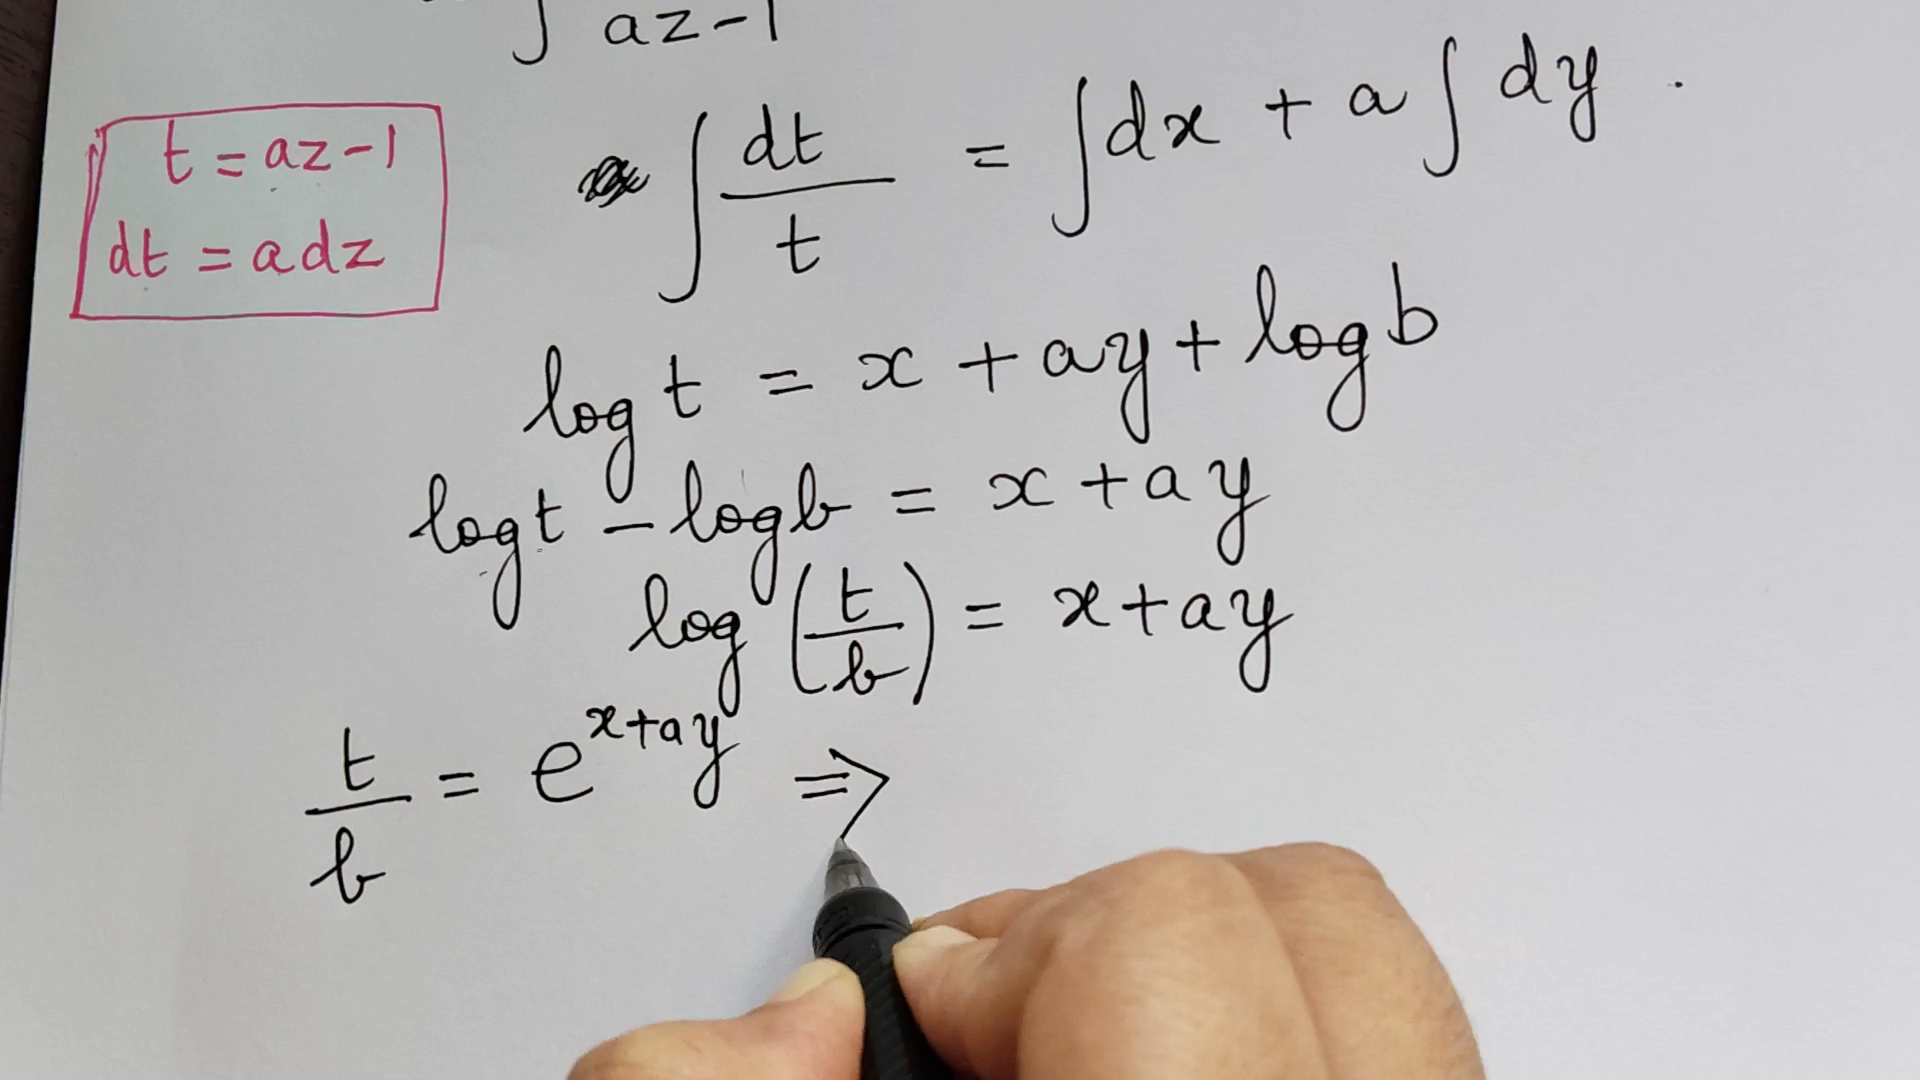 ∫ az-1
t = az-1
dt = adz
∫ dt/t = ∫dx + a∫dy .
log t = x + ay + log b
log t - log b = x + ay
log (t/b) = x + ay
t/b = e^(x+ay) ⇒